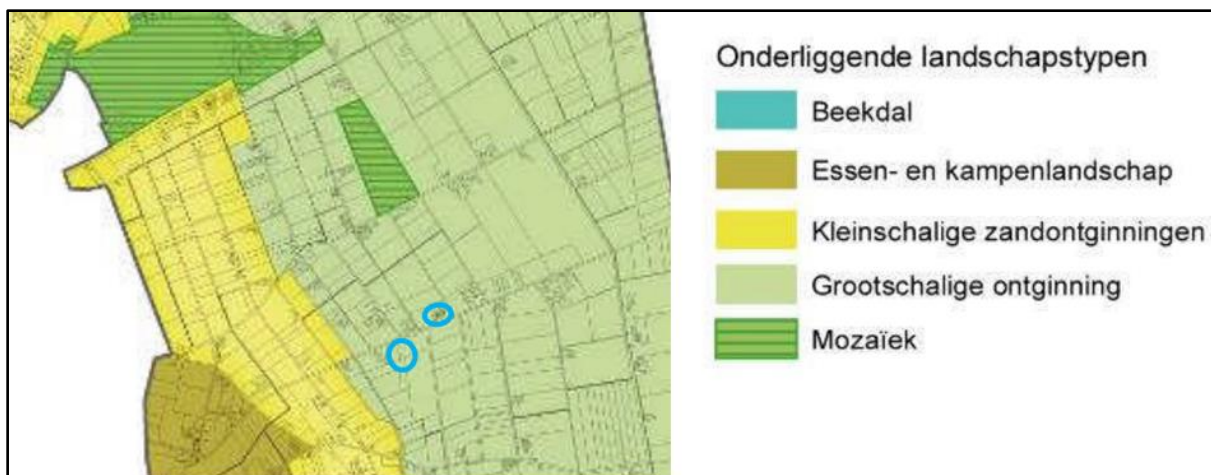 Onderliggende landschapstypen
Beekdal
Essen- en kampenlandschap
Kleinschalige zandontginningen
Grootschalige ontginning
Mozaïek